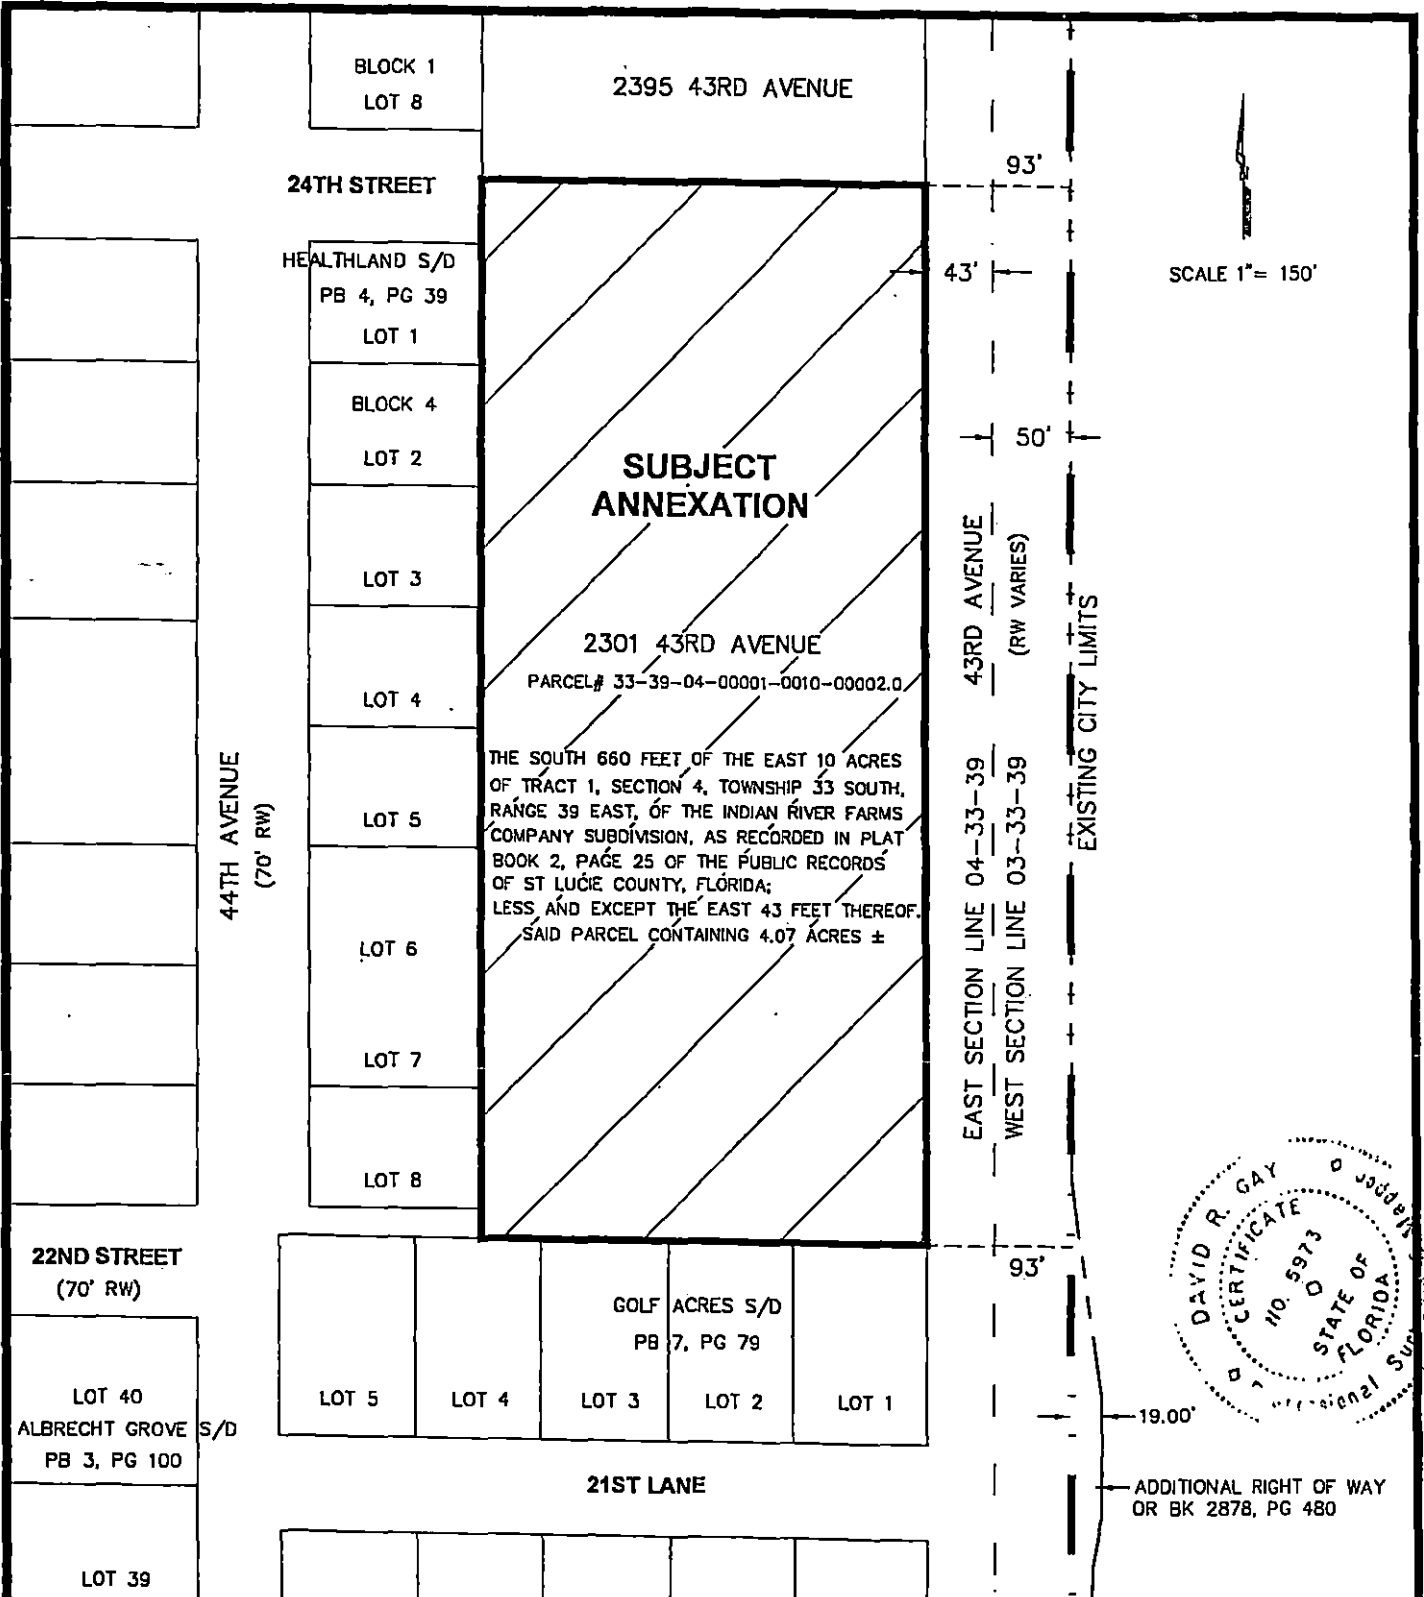 BLOCK 1
LOT 8
2395 43RD AVENUE
93'
24TH STREET
HEALTHLAND S/D
PB 4, PG 39
LOT 1
43'
SCALE 1"= 150'
BLOCK 4
LOT 2
50'
SUBJECT
ANNEXATION
LOT 3
43RD AVENUE
(RW VARIES)
EXISTING CITY LIMITS
2301 43RD AVENUE
PARCEL# 33-39-04-00001-0010-00002.0
LOT 4
THE SOUTH 660 FEET OF THE EAST 10 ACRES
OF TRACT 1, SECTION 4, TOWNSHIP 33 SOUTH,
RANGE 39 EAST, OF THE INDIAN RIVER FARMS
COMPANY SUBDIVISION, AS RECORDED IN PLAT
BOOK 2, PAGE 25 OF THE PUBLIC RECORDS
OF ST LUCIE COUNTY, FLORIDA;
LESS AND EXCEPT THE EAST 43 FEET THEREOF.
SAID PARCEL CONTAINING 4.07 ACRES ±
44TH AVENUE
(70' RW)
LOT 5
EAST SECTION LINE 04-33-39
WEST SECTION LINE 03-33-39
LOT 6
LOT 7
LOT 8
DAVID R. GAY
CERTIFICATE
NO. 5973
STATE OF
FLORIDA
22ND STREET
(70' RW)
93'
GOLF ACRES S/D
PB 7, PG 79
LOT 5
LOT 4
LOT 3
LOT 2
LOT 1
LOT 40
ALBRECHT GROVE S/D
PB 3, PG 100
19.00'
21ST LANE
ADDITIONAL RIGHT OF WAY
OR BK 2878, PG 480
LOT 39